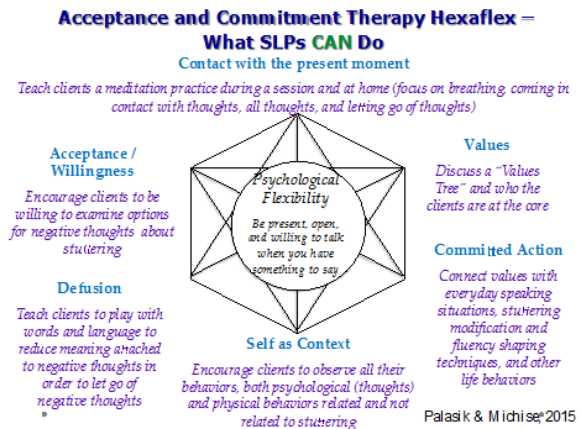 Acceptance and Commitment Therapy Hexaflex –
What SLPs CAN Do
Contact with the present moment
Teach clients a meditation practice during a session and at home (focus on breathing, coming in
contact with thoughts, all thoughts, and letting go of thoughts)
Acceptance /
Willingness
Encourage clients to be
willing to examine options
for negative thoughts about
stuttering
Defusion
Teach clients to play with
words and language to
reduce meaning attached
to negative thoughts in
order to let go of
negative thoughts
Psychological
Flexibility
Be present, open,
and willing to talk
when you have
something to say
Self as Context
Encourage clients to observe all their
behaviors, both psychological (thoughts)
and physical behaviors related and not
related to stuttering
Values
Discuss a “Values
Tree” and who the
clients are at the core
Committed Action
Connect values with
everyday speaking
situations, stuttering
modification and
fluency shaping
techniques, and other
life behaviors
Palasik & Michise, 2015